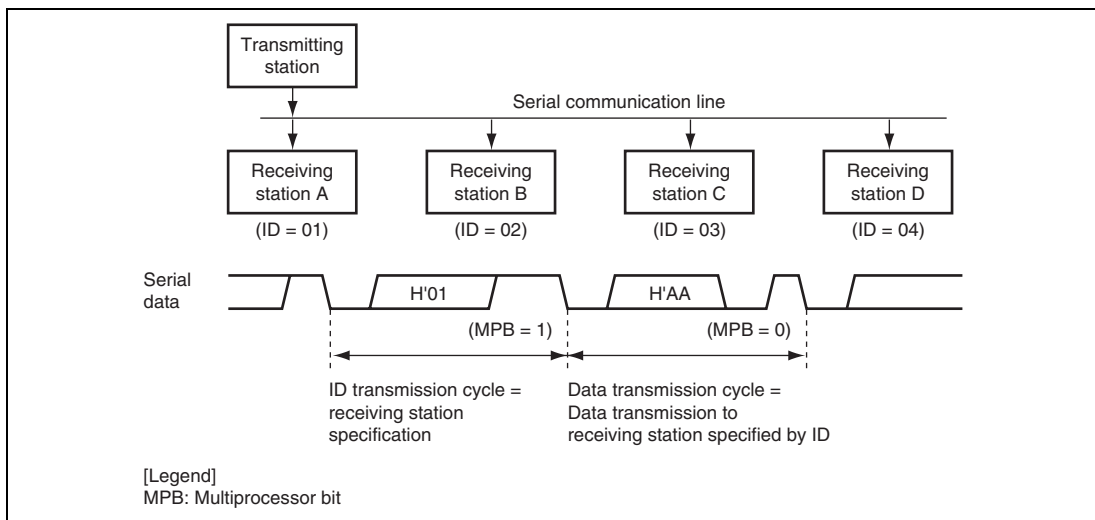 Transmitting
station
Serial communication line
Receiving
station A
Receiving
station B
Receiving
station C
Receiving
station D
(ID = 01)
(ID = 02)
(ID = 03)
(ID = 04)
Serial
data
H'01
H'AA
(MPB = 1)
(MPB = 0)
ID transmission cycle =
receiving station
specification
Data transmission cycle =
Data transmission to
receiving station specified by ID
[Legend]
MPB: Multiprocessor bit